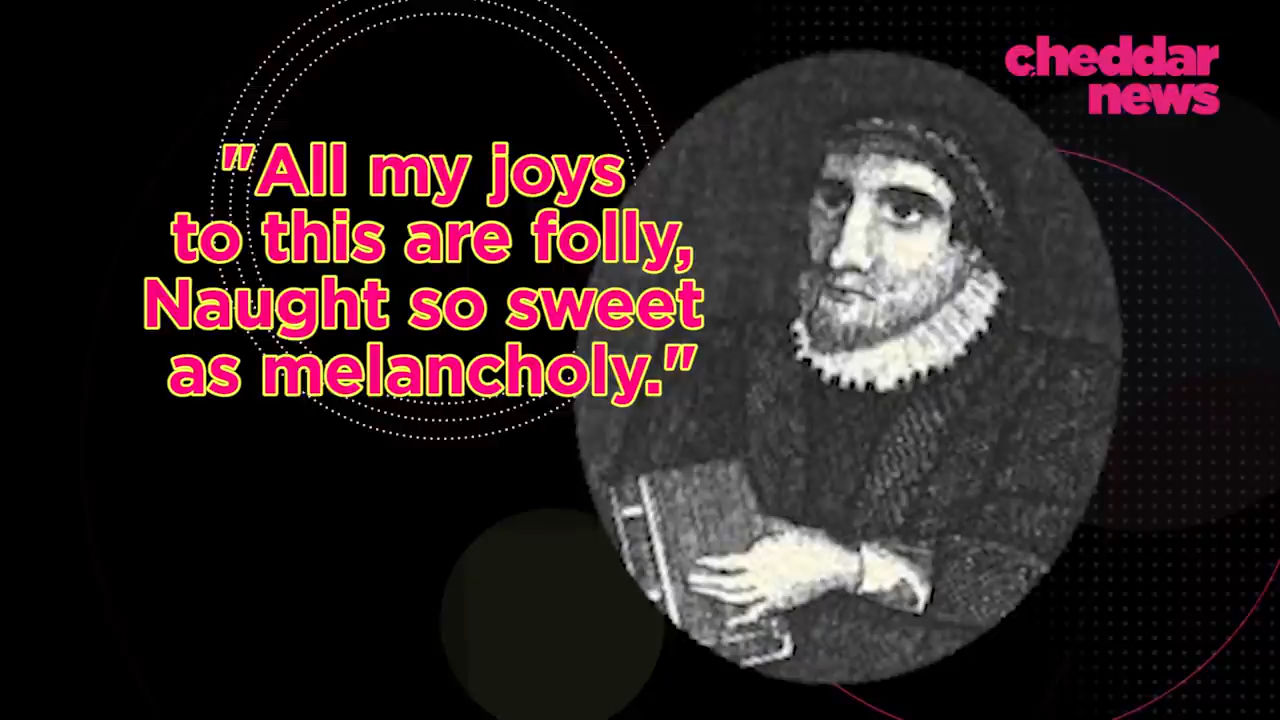 cheddar
news
"All my joys
to this are folly,
Naught so sweet
as melancholy."